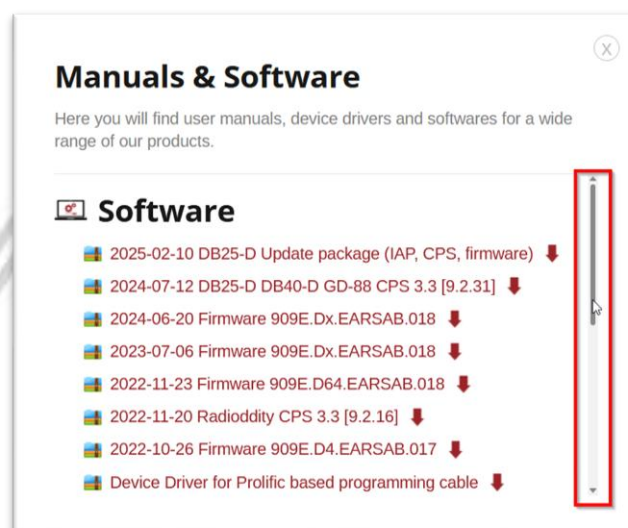 X
Manuals & Software
Here you will find user manuals, device drivers and softwares for a wide
range of our products.
Software
2025-02-10 DB25-D Update package (IAP, CPS, firmware)
2024-07-12 DB25-D DB40-D GD-88 CPS 3.3 [9.2.31]
2024-06-20 Firmware 909E.Dx.EARSAB.018
2023-07-06 Firmware 909E.Dx.EARSAB.018
2022-11-23 Firmware 909E.D64.EARSAB.018
2022-11-20 Radioddity CPS 3.3 [9.2.16]
2022-10-26 Firmware 909E.D4.EARSAB.017
Device Driver for Prolific based programming cable